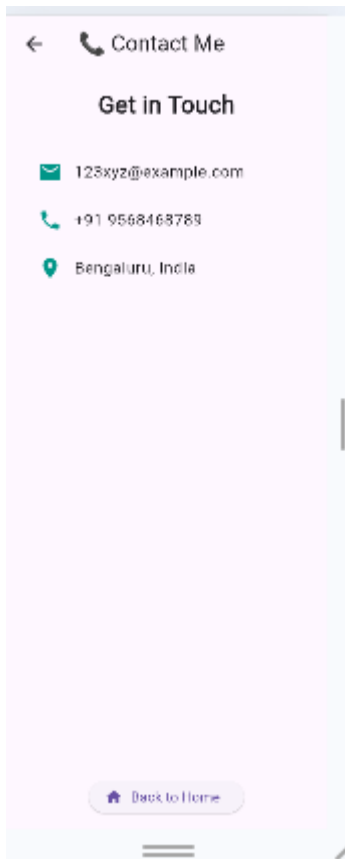 Contact Me
Get in Touch
123xyz@example.com
+91 9568468789
Bengaluru, India
Back to Home